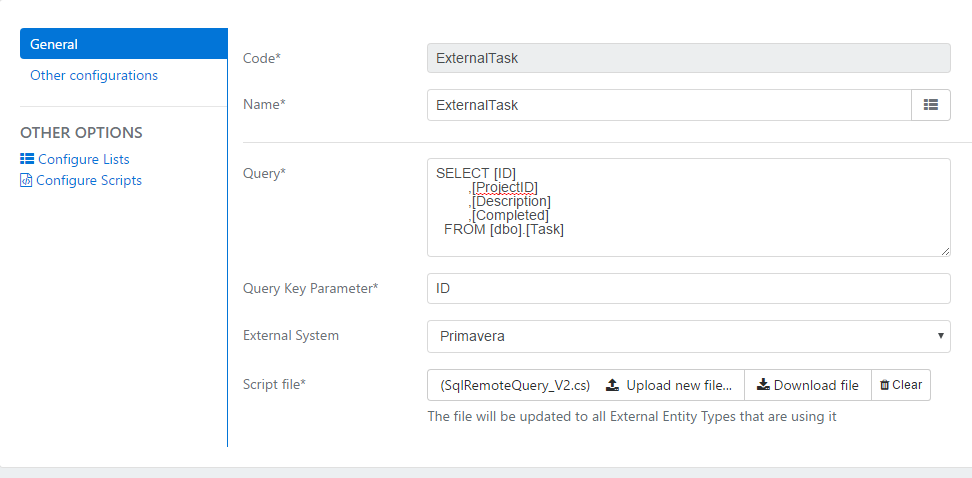 General
Other configurations
OTHER OPTIONS
Configure Lists
Configure Scripts
Code*
ExternalTask
Name*
ExternalTask
Query*
SELECT [ID]
,[ProjectID]
,[Description]
,[Completed]
FROM [dbo].[Task]
Query Key Parameter*
ID
External System
Primavera
Script file*
(SqlRemoteQuery_V2.cs) Upload new file... Download file Clear
The file will be updated to all External Entity Types that are using it